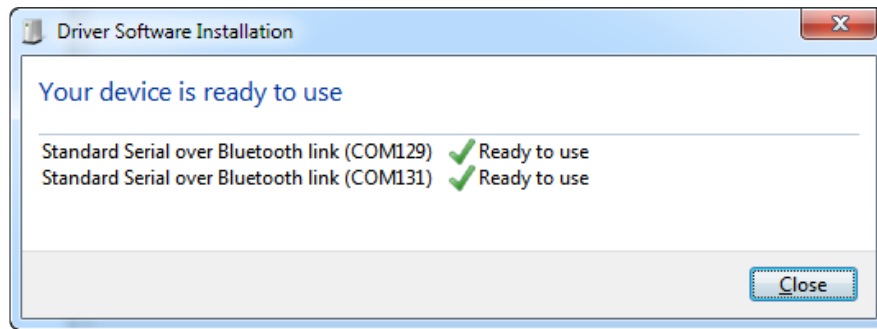 Driver Software Installation
Your device is ready to use
Standard Serial over Bluetooth link (COM129) Ready to use
Standard Serial over Bluetooth link (COM131) Ready to use
Close